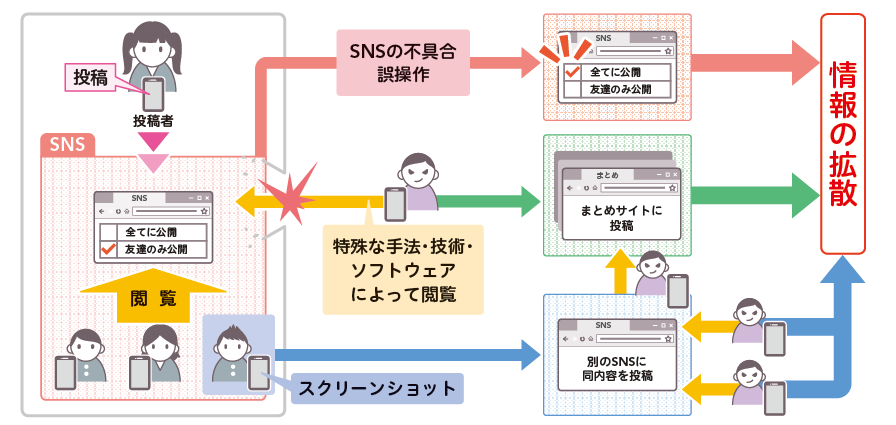 投稿
投稿者
SNS
SNS
全てに公開
友達のみ公開
閲覧
スクリーンショット
SNSの不具合
誤操作
特殊な手法・技術・
ソフトウェア
によって閲覧
SNS
全てに公開
友達のみ公開
まとめ
まとめサイトに
投稿
SNS
別のSNSに
同内容を投稿
情報の拡散